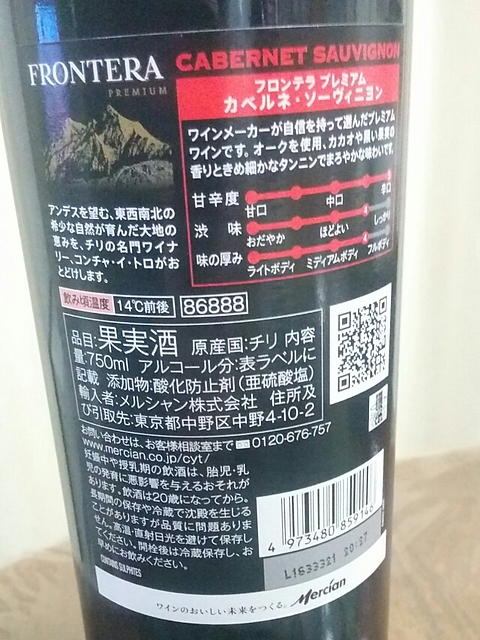 FRONTERA
PREMIUM
CABERNET SAUVIGNON
フロンテラ プレミアム
カベルネ・ソーヴィニヨン
ワインメーカーが自信を持って選んだプレミアム
ワインです。オークを使用、カカオや黒い果実の
香りときめ細かなタンニンでまろやかな味わいです。
甘辛度
5
甘口 中口 辛口
渋味
4
おだやか ほどよい しっかり
味の厚み
4
ライトボディ ミディアムボディ フルボディ
アンデスを望む、東西南北の
希少な自然が育んだ大地の
恵みを、チリの名門ワイナ
リー、コンチャ・イ・トロがお
とどけします。
飲み頃温度 14℃前後 86888
品目:果実酒 原産国:チリ 内容
量:750ml アルコール分:表ラベルに
記載 添加物:酸化防止剤(亜硫酸塩)
輸入者:メルシャン株式会社 住所及
び引取先:東京都中野区中野4-10-2
お問い合わせは、お客様相談室まで 0120-676-757
www.mercian.jp/cyt/
妊娠中や授乳期の飲酒は、胎児・乳
児の発育に悪影響を与えるおそれが
あります。飲酒は20歳になってから。
長期間の保存や冷蔵で沈殿を生じる
ことがありますが品質に問題ありま
せん。高温・直射日光を避けて保存し
てください。開栓後は冷蔵保存し、お
早めにお飲みください。
CONTAINS SULPHITES
4 973480 859146
L1633321 20:27
ワインのおいしい未来をつくる。 Mercian